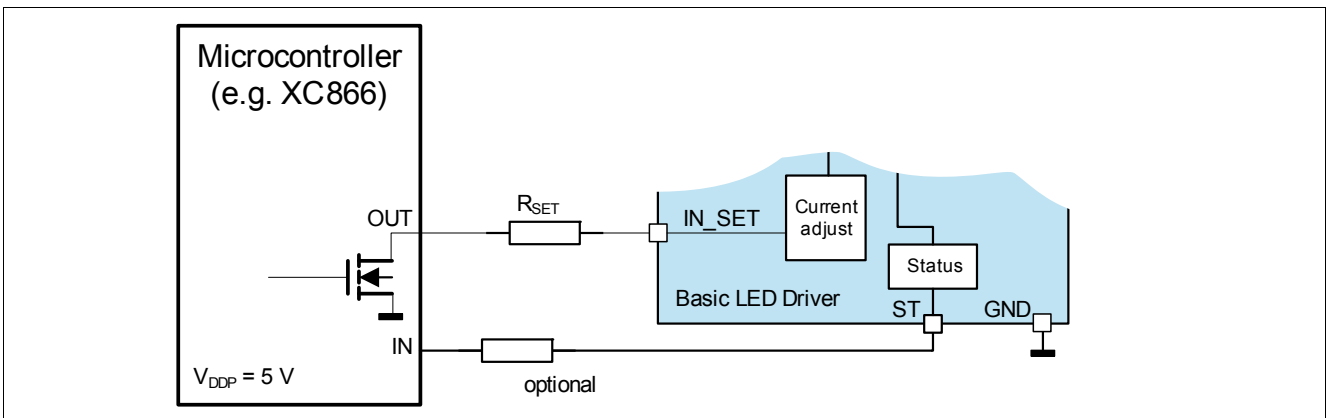 Microcontroller
(e.g. XC866)
OUT
RSET
IN_SET
Current
adjust
Status
Basic LED Driver
ST
GND
IN
VDDP = 5 V
optional